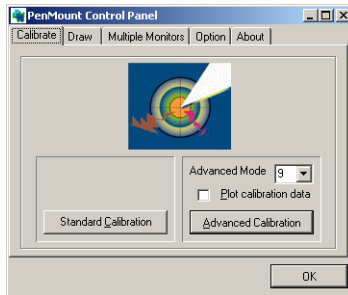 PenMount Control Panel
Calibrate Draw Multiple Monitors Option About
Advanced Mode 9
Plot calibration data
Standard Calibration Advanced Calibration
OK